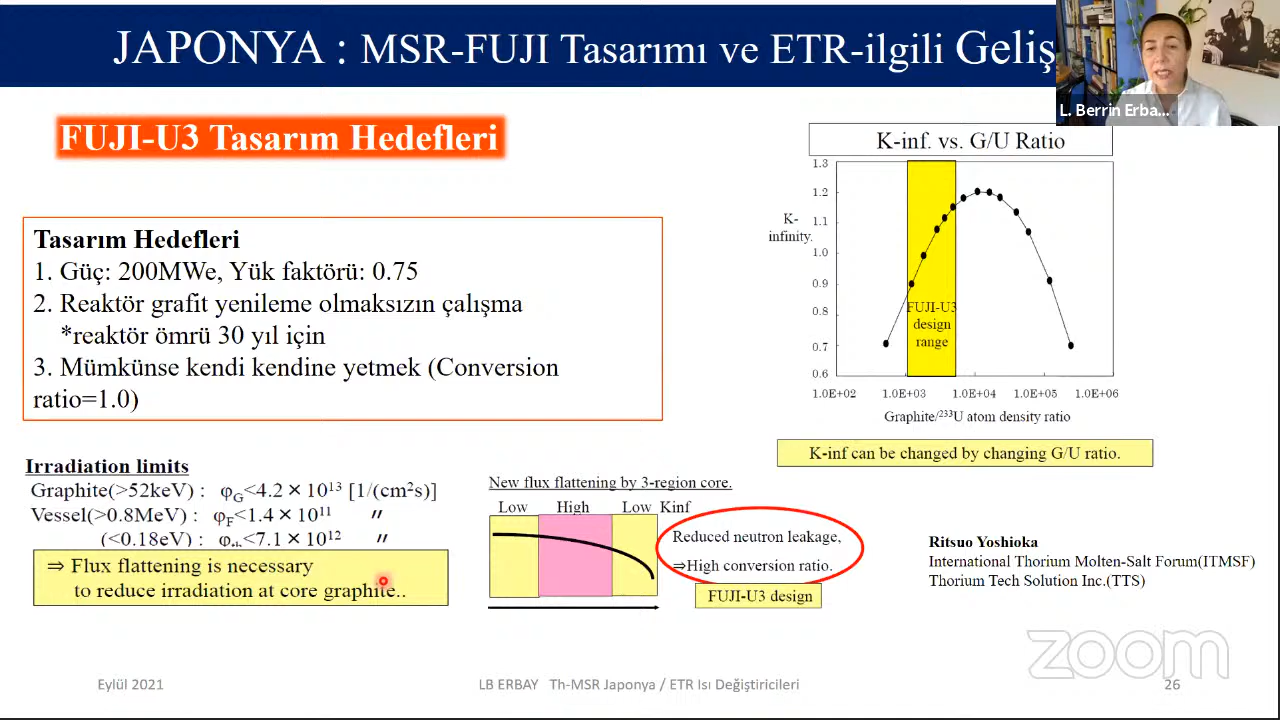 JAPONYA : MSR-FUJI Tasarımı ve ETR-ilgili Geliş
L. Berrin Erba...
FUJI-U3 Tasarım Hedefleri
Tasarım Hedefleri
1. Güç: 200MWe, Yük faktörü: 0.75
2. Reaktör grafit yenileme olmaksızın çalışma
*reaktör ömrü 30 yıl için
3. Mümkünse kendi kendine yetmek (Conversion
ratio=1.0)
K-inf. vs. G/U Ratio
1.3
1.2
1.1
1.0
0.9
0.8
0.7
0.6
K-
infinity.
FUJI-U3
design
range
1.0E+02 1.0E+03 1.0E+04 1.0E+05 1.0E+06
Graphite/²³³U atom density ratio
K-inf can be changed by changing G/U ratio.
Irradiation limits
Graphite(>52keV) : φG<4.2×10¹³ [1/(cm²s)]
Vessel(>0.8MeV) : φF<1.4×10¹¹ 〃
(<0.18eV) : φth<7.1×10¹² 〃
⇒ Flux flattening is necessary
to reduce irradiation at core graphite..
New flux flattening by 3-region core.
Low High Low Kinf
Reduced neutron leakage,
⇒High conversion ratio.
FUJI-U3 design
Ritsuo Yoshioka
International Thorium Molten-Salt Forum(ITMSF)
Thorium Tech Solution Inc.(TTS)
zoom
Eylül 2021
LB ERBAY Th-MSR Japonya / ETR Isı Değiştiricileri
26